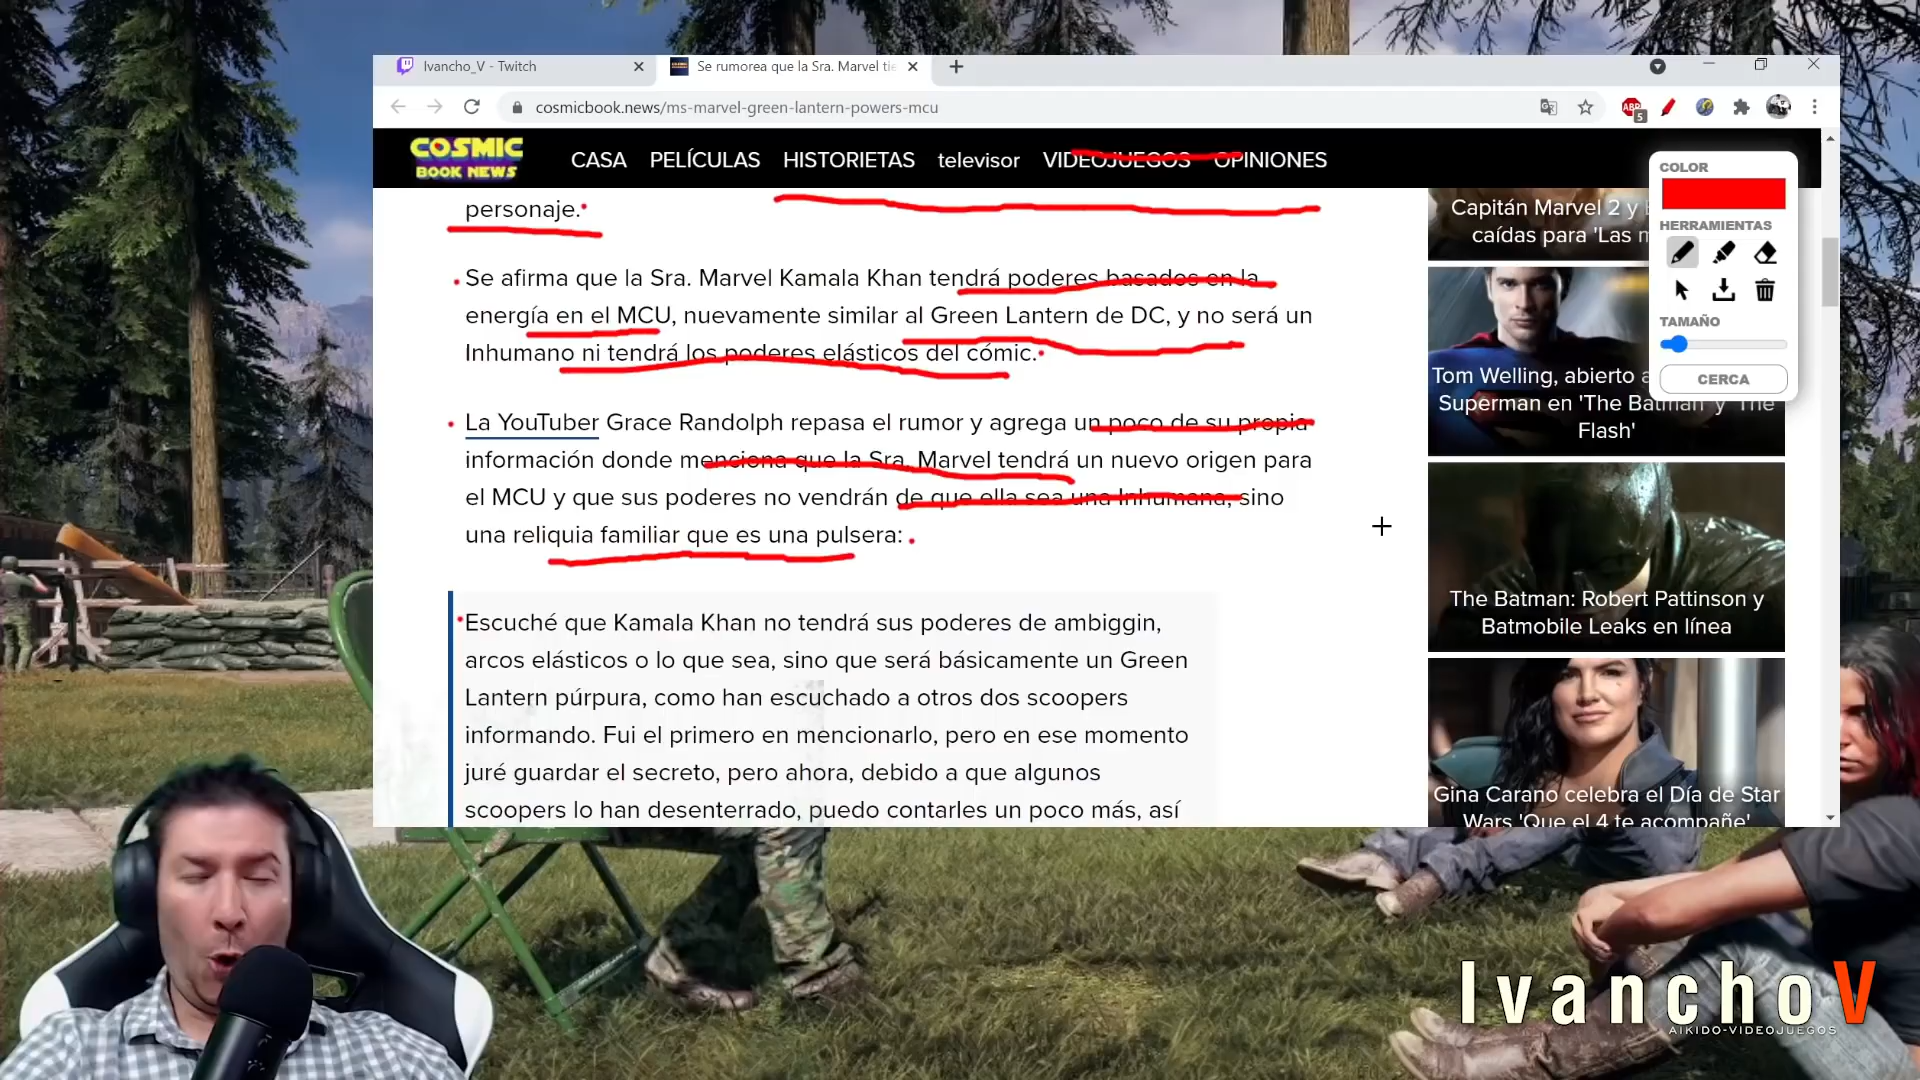 Ivancho_V - Twitch
Se rumorea que la Sra. Marvel tie
cosmicbook.news/ms-marvel-green-lantern-powers-mcu
ABP
5
COSMIC
BOOK NEWS
CASA
PELÍCULAS
HISTORIETAS
televisor
VIDEOJUEGOS
OPINIONES
personaje.
Se afirma que la Sra. Marvel Kamala Khan tendrá poderes basados en la
energía en el MCU, nuevamente similar al Green Lantern de DC, y no será un
Inhumano ni tendrá los poderes elásticos del cómic.
La YouTuber Grace Randolph repasa el rumor y agrega un poco de su propia
información donde menciona que la Sra. Marvel tendrá un nuevo origen para
el MCU y que sus poderes no vendrán de que ella sea una Inhumana, sino
una reliquia familiar que es una pulsera:
Escuché que Kamala Khan no tendrá sus poderes de ambiggin,
arcos elásticos o lo que sea, sino que será básicamente un Green
Lantern púrpura, como han escuchado a otros dos scoopers
informando. Fui el primero en mencionarlo, pero en ese momento
juré guardar el secreto, pero ahora, debido a que algunos
scoopers lo han desenterrado, puedo contarles un poco más, así
Capitán Marvel 2 y
caídas para 'Las
Tom Welling, abierto a
Superman en 'The Batman' y 'The
Flash'
The Batman: Robert Pattinson y
Batmobile Leaks en línea
Gina Carano celebra el Día de Star
Wars 'Que el 4 te acompañe'
COLOR
HERRAMIENTAS
TAMAÑO
CERCA
IvanchoV
AIKIDO-VIDEOJUEGOS